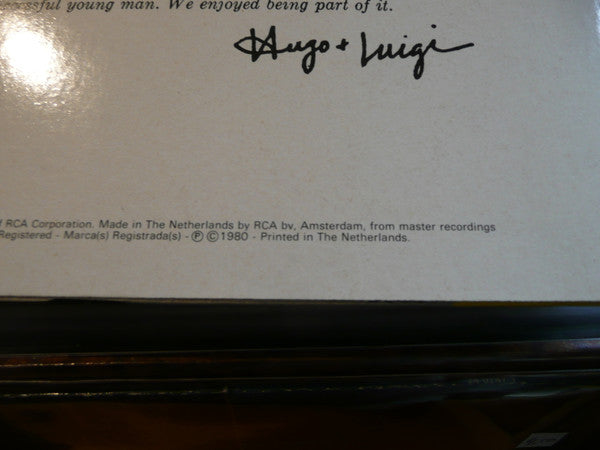 successful young man. We enjoyed being part of it.
Hugo + Luigi
f RCA Corporation. Made in The Netherlands by RCA bv, Amsterdam, from master recordings
Registered - Marca(s) Registrada(s) - Ⓟ Ⓒ 1980 - Printed in The Netherlands.